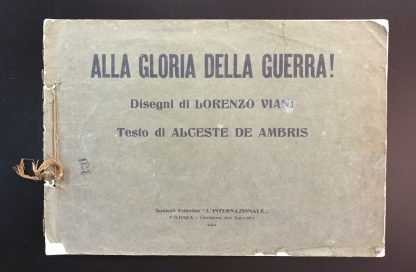 ALLA GLORIA DELLA GUERRA!
Disegni di LORENZO VIANI
Testo di ALCESTE DE AMBRIS
Società Editrice "L'INTERNAZIONALE„
PARMA - Camera del Lavoro